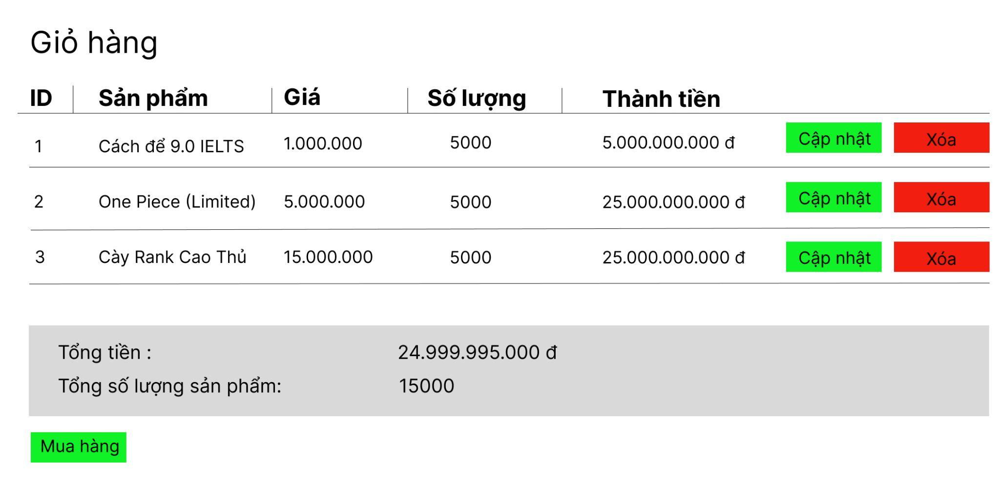 Giỏ hàng
ID Sản phẩm Giá Số lượng Thành tiền
1 Cách để 9.0 IELTS 1.000.000 5000 5.000.000.000 đ Cập nhật Xóa
2 One Piece (Limited) 5.000.000 5000 25.000.000.000 đ Cập nhật Xóa
3 Cày Rank Cao Thủ 15.000.000 5000 25.000.000.000 đ Cập nhật Xóa
Tổng tiền : 24.999.995.000 đ
Tổng số lượng sản phẩm: 15000
Mua hàng